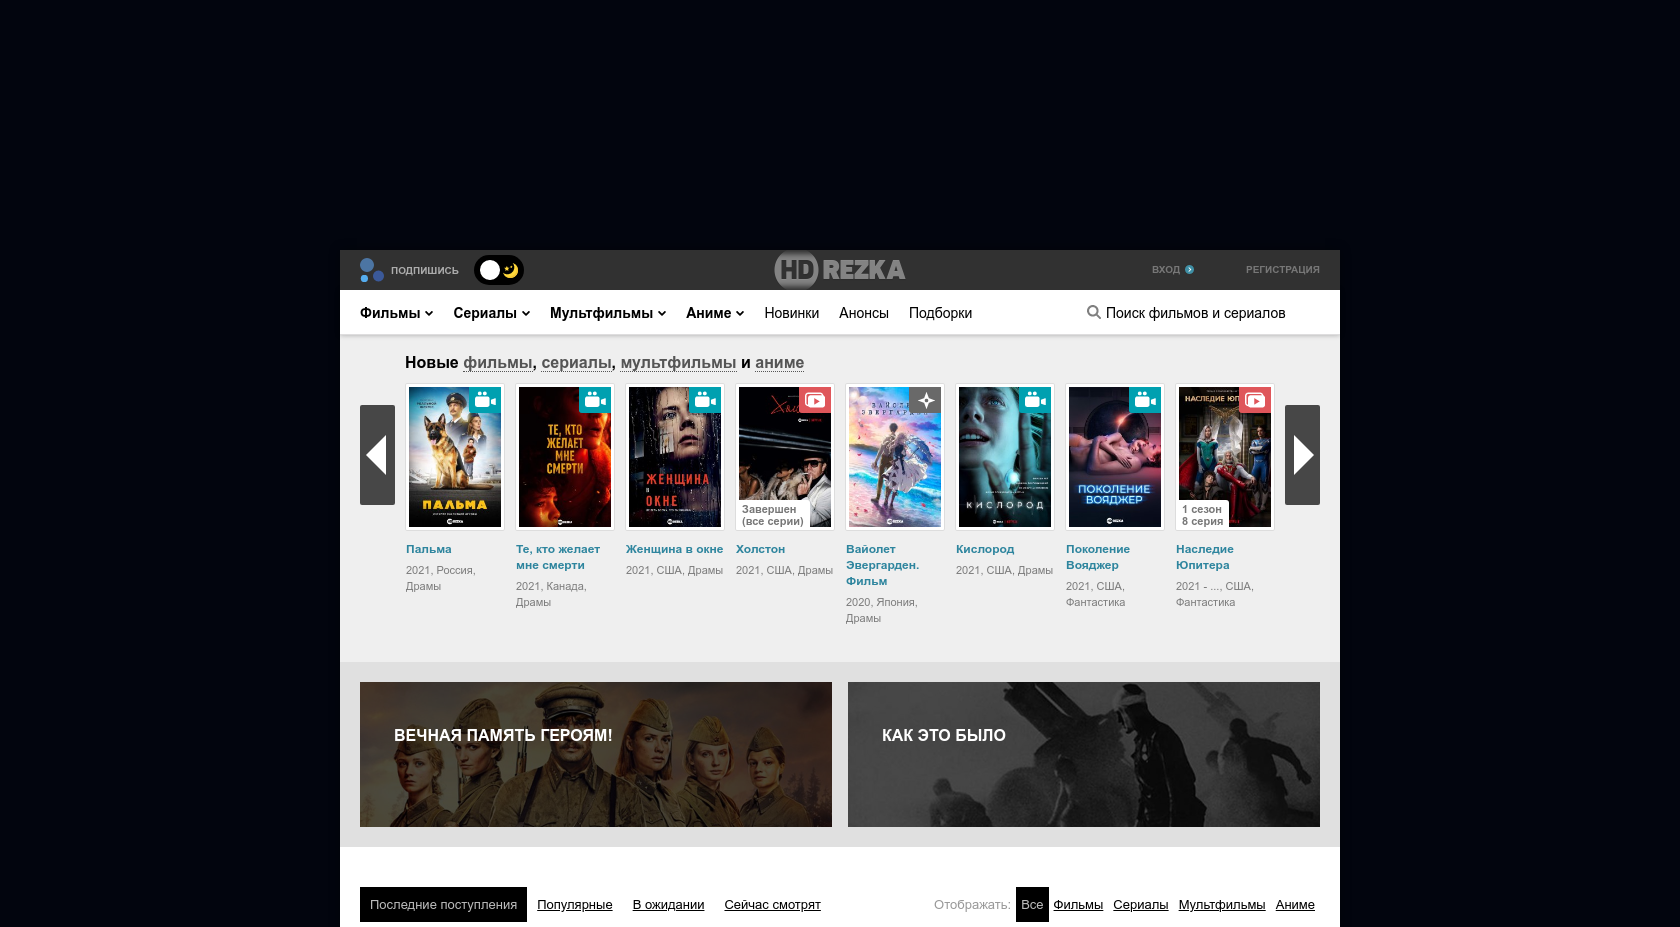 ПОДПИШИСЬ
HD REZKA
ВХОД
РЕГИСТРАЦИЯ
Фильмы Сериалы Мультфильмы Аниме Новинки Анонсы Подборки Поиск фильмов и сериалов
Новые фильмы, сериалы, мультфильмы и аниме
ПАЛЬМА
ТЕ, КТО
ЖЕЛАЕТ
МНЕ
СМЕРТИ
ЖЕНЩИНА
В
ОКНЕ
Завершен
(все серии)
КИСЛОРОД
ПОКОЛЕНИЕ
ВОЯДЖЕР
1 сезон
8 серия
Пальма
2021, Россия,
Драмы
Те, кто желает
мне смерти
2021, Канада,
Драмы
Женщина в окне
2021, США, Драмы
Холстон
2021, США, Драмы
Вайолет
Эвергарден.
Фильм
2020, Япония,
Драмы
Кислород
2021, США, Драмы
Поколение
Вояджер
2021, США,
Фантастика
Наследие
Юпитера
2021 - ..., США,
Фантастика
ВЕЧНАЯ ПАМЯТЬ ГЕРОЯМ!
КАК ЭТО БЫЛО
Последние поступления Популярные В ожидании Сейчас смотрят
Отображать: Все Фильмы Сериалы Мультфильмы Аниме